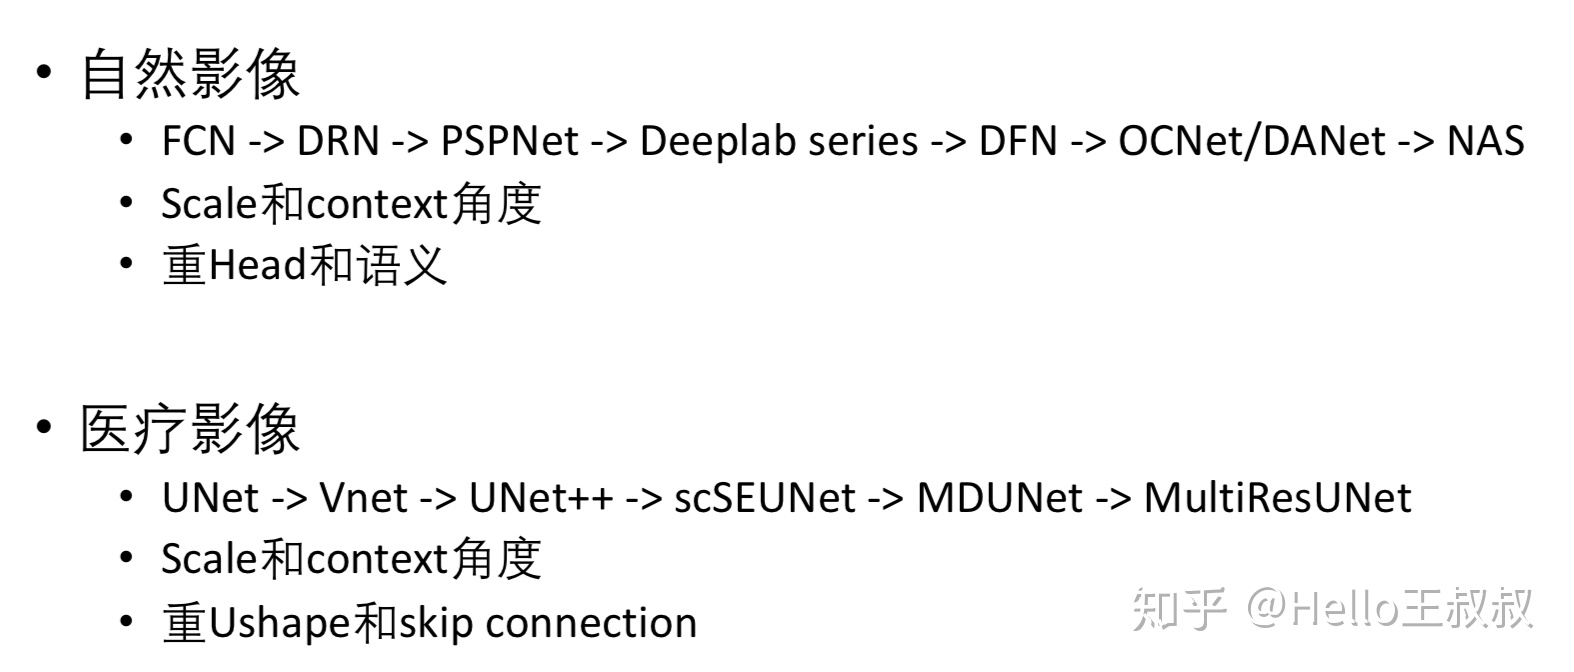 • 自然影像
• FCN -> DRN -> PSPNet -> Deeplab series -> DFN -> OCNet/DANet -> NAS
• Scale和context角度
• 重Head和语义
• 医疗影像
• UNet -> Vnet -> UNet++ -> scSEUNet -> MDUNet -> MultiResUNet
• Scale和context角度
• 重Ushape和skip connection
知乎 @Hello王叔叔